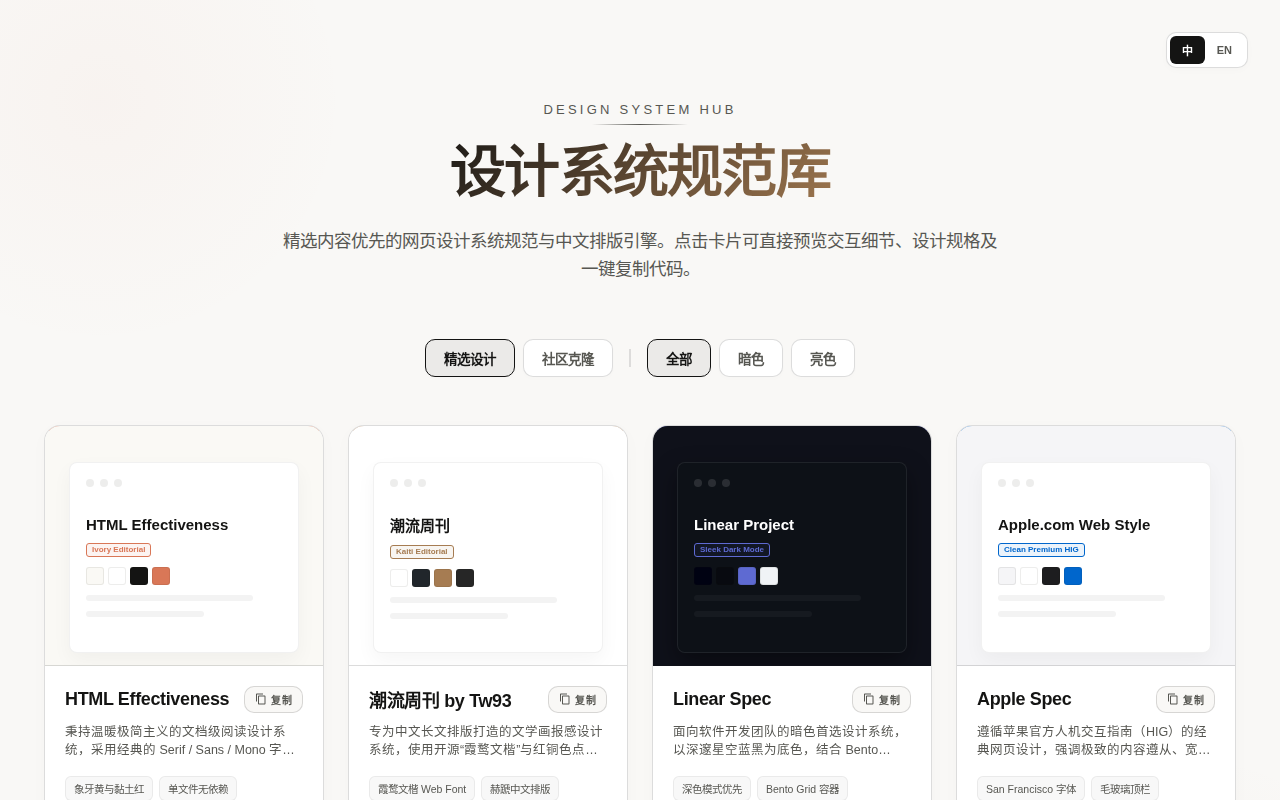 中 EN
DESIGN SYSTEM HUB
设计系统规范库
精选内容优先的网页设计系统规范与中文排版引擎。点击卡片可直接预览交互细节、设计规格及
一键复制代码。
精选设计 社区克隆 全部 暗色 亮色
HTML Effectiveness
Ivory Editorial
HTML Effectiveness 复制
秉持温暖极简主义的文档级阅读设计系
统，采用经典的 Serif / Sans / Mono 字…
象牙黄与黏土红 单文件无依赖
潮流周刊
Kaiti Editorial
潮流周刊 by Tw93 复制
专为中文长文排版打造的文学画报感设计
系统，使用开源“霞鹜文楷”与红铜色点…
霞鹜文楷 Web Font 赫蹏中文排版
Linear Project
Sleek Dark Mode
Linear Spec 复制
面向软件开发团队的暗色首选设计系统，
以深邃星空蓝黑为底色，结合 Bento…
深色模式优先 Bento Grid 容器
Apple.com Web Style
Clean Premium HIG
Apple Spec 复制
遵循苹果官方人机交互指南（HIG）的经
典网页设计，强调极致的内容遵从、宽…
San Francisco 字体 毛玻璃顶栏